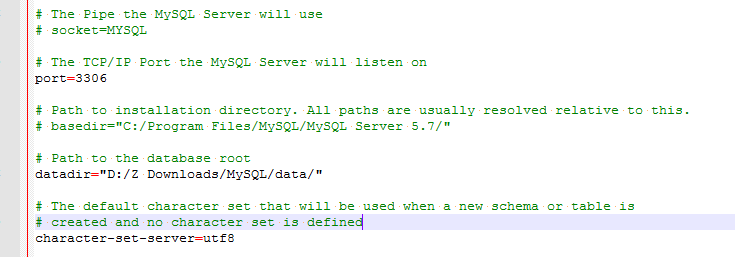 # The Pipe the MySQL Server will use
# socket=MYSQL
# The TCP/IP Port the MySQL Server will listen on
port=3306
# Path to installation directory. All paths are usually resolved relative to this.
# basedir="C:/Program Files/MySQL/MySQL Server 5.7/"
# Path to the database root
datadir="D:/Z Downloads/MySQL/data/"
# The default character set that will be used when a new schema or table is
# created and no character set is defined
character-set-server=utf8